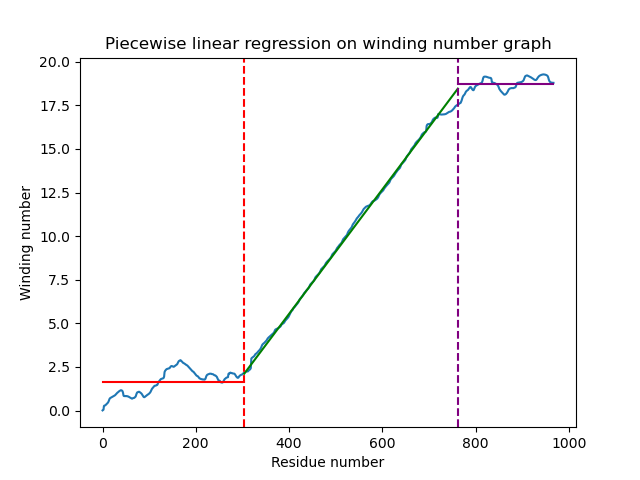 Piecewise linear regression on winding number graph
20.0
17.5
15.0
12.5
10.0
7.5
5.0
2.5
0.0
Winding number
0 200 400 600 800 1000
Residue number